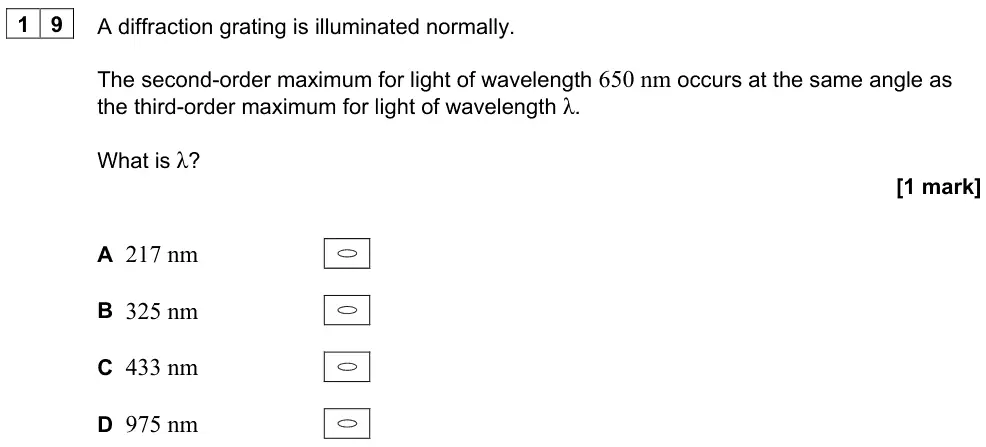 1 9 A diffraction grating is illuminated normally.
The second-order maximum for light of wavelength 650 nm occurs at the same angle as
the third-order maximum for light of wavelength λ.
What is λ?
[1 mark]
A 217 nm
B 325 nm
C 433 nm
D 975 nm